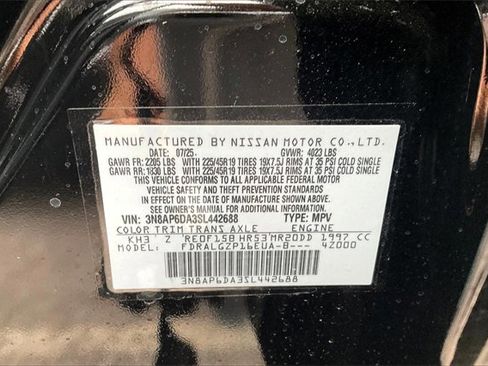 MANUFACTURED BY NISSAN MOTOR CO., LTD.
DATE: 07/25 GVWR: 4023 LBS
GAWR FR: 2205 LBS WITH 225/45R19 TIRES 19X7.5J RIMS AT 35 PSI COLD SINGLE
GAWR RR: 1830 LBS WITH 225/45R19 TIRES 19X7.5J RIMS AT 35 PSI COLD SINGLE
THIS VEHICLE CONFORMS TO ALL APPLICABLE FEDERAL MOTOR
VEHICLE SAFETY AND THEFT PREVENTION STANDARDS
IN EFFECT ON THE DATE OF MANUFACTURE SHOWN ABOVE.
SEE OWNER'S MANUAL FOR ADDITIONAL INFORMATION.
VIN: 3N8AP6DA3SL442688 TYPE: MPV
COLOR TRIM TRANS AXLE ENGINE
KH3 Z RE0F15B HR53 MR20DD 1997 CC
MODEL: FDRALGZP16EUA-B--- 4Z000
3N8AP6DA3SL442688